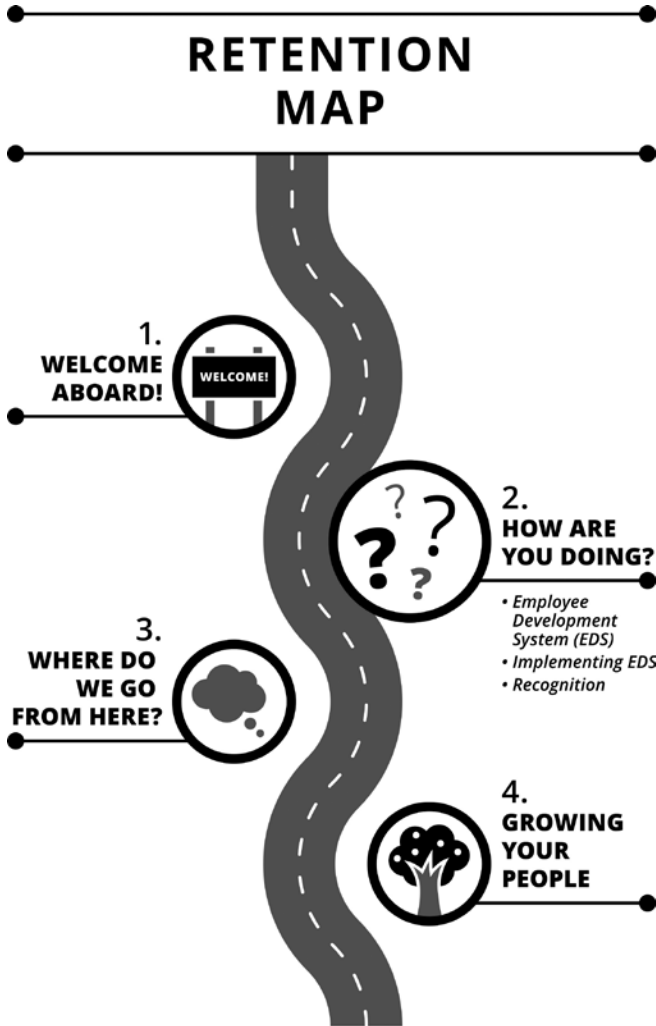 RETENTION
MAP
1.
WELCOME
ABOARD!
WELCOME!
2.
HOW ARE
YOU DOING?
• Employee
Development
System (EDS)
• Implementing EDS
• Recognition
3.
WHERE DO
WE GO
FROM HERE?
4.
GROWING
YOUR
PEOPLE